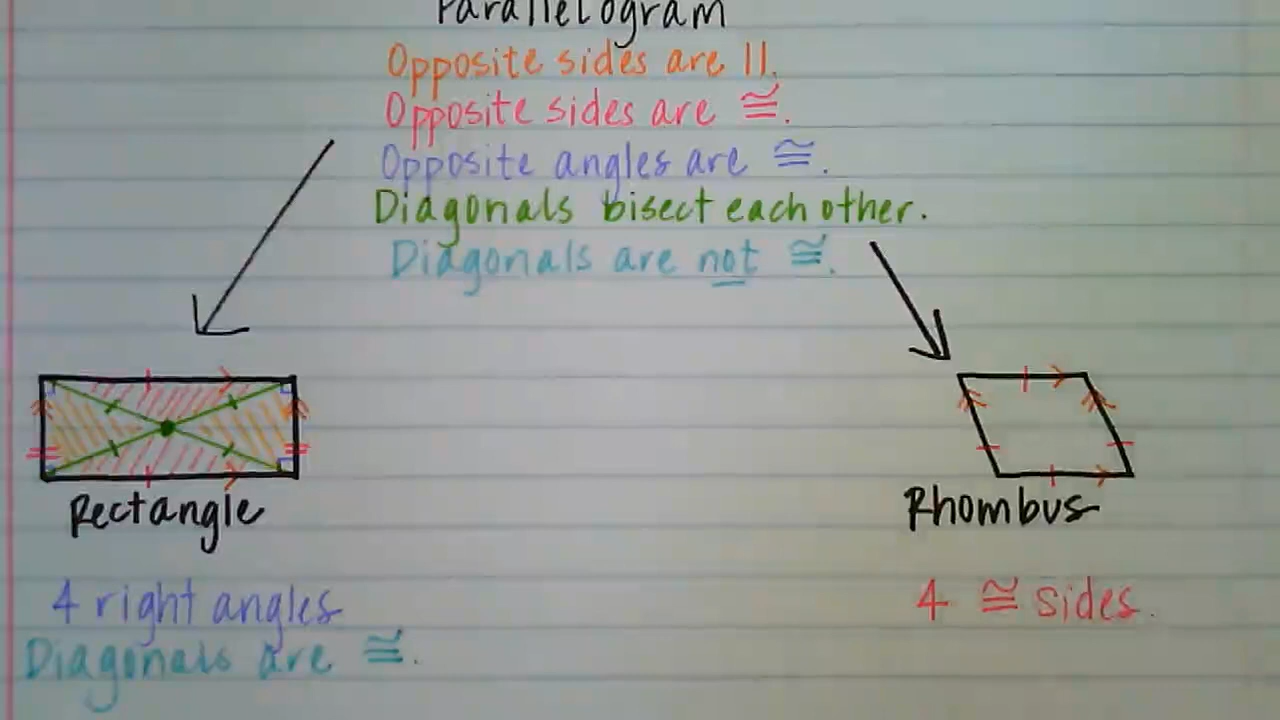 Parallelogram
Opposite sides are ||.
Opposite sides are ≅.
Opposite angles are ≅.
Diagonals bisect each other.
Diagonals are not ≅.
Rectangle
4 right angles
Diagonals are ≅.
Rhombus
4 ≅ sides.